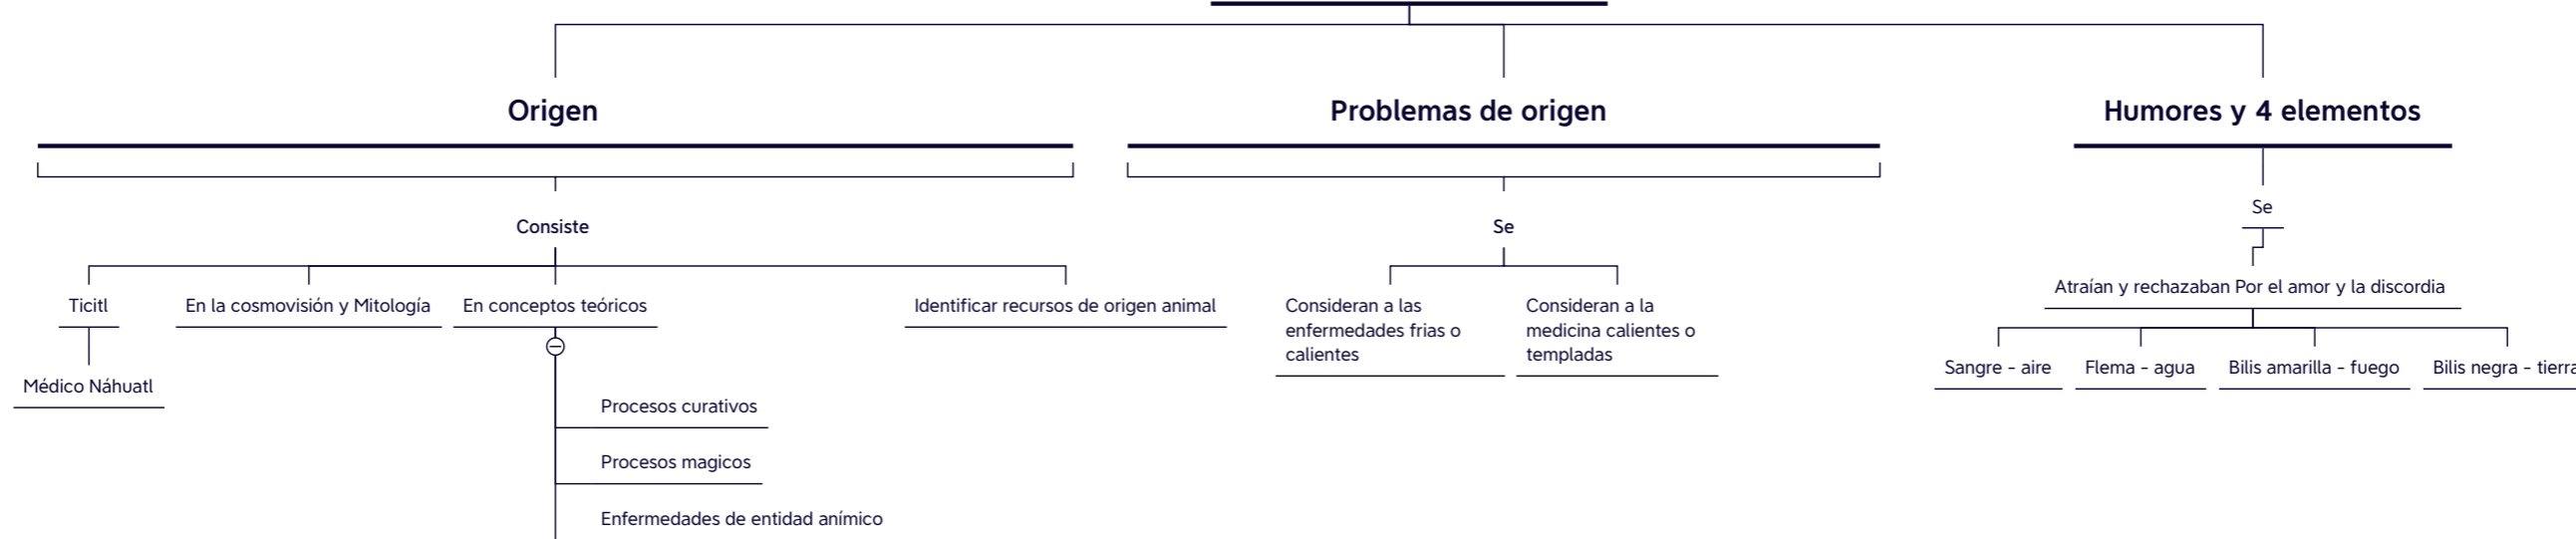 Origen
Problemas de origen
Humores y 4 elementos
Consiste
Se
Se
Ticitl
En la cosmovisión y Mitología
En conceptos teóricos
Identificar recursos de origen animal
Consideran a las
enfermedades frias o
calientes
Consideran a la
medicina calientes o
templadas
Atraían y rechazaban Por el amor y la discordia
Sangre - aire
Flema - agua
Bilis amarilla - fuego
Bilis negra - tierra
Médico Náhuatl
Procesos curativos
Procesos magicos
Enfermedades de entidad anímico